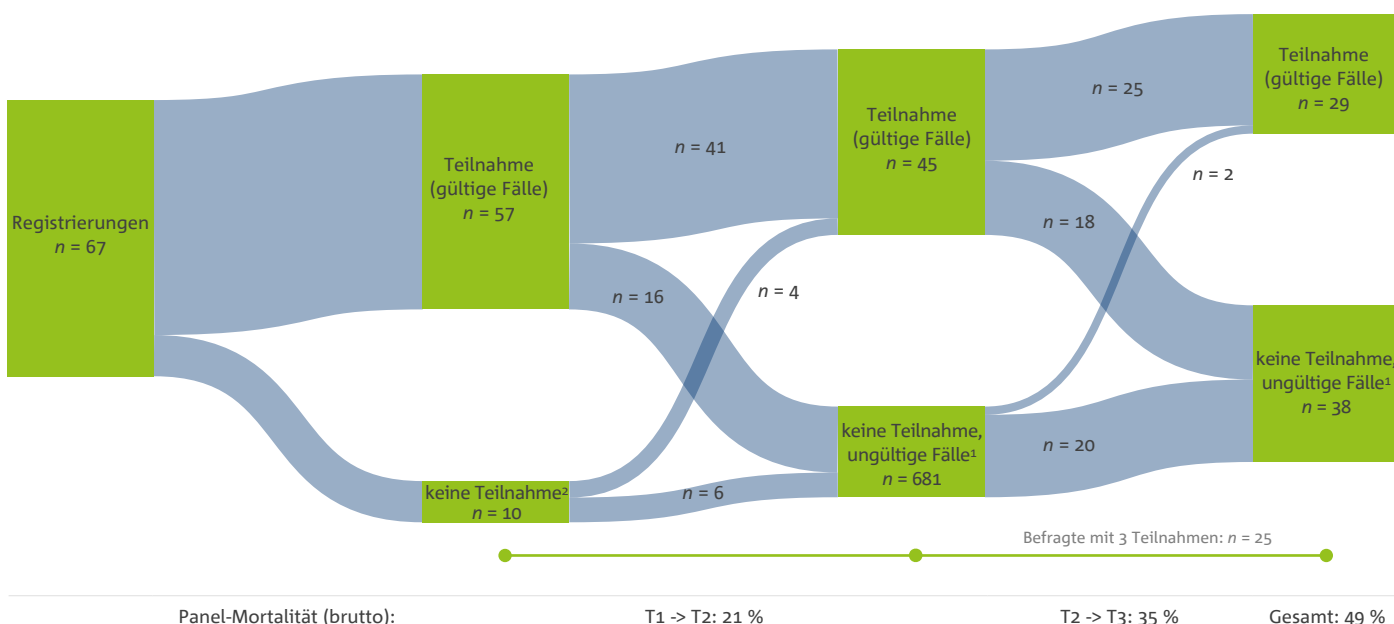 Registrierungen
n = 67
Teilnahme
(gültige Fälle)
n = 57
keine Teilnahme²
n = 10
n = 41
n = 16
n = 4
n = 6
Teilnahme
(gültige Fälle)
n = 45
keine Teilnahme,
ungültige Fälle¹
n = 681
n = 25
n = 2
n = 18
n = 20
Teilnahme
(gültige Fälle)
n = 29
keine Teilnahme,
ungültige Fälle¹
n = 38
Befragte mit 3 Teilnahmen: n = 25
Panel-Mortalität (brutto): T1 -> T2: 21 % T2 -> T3: 35 % Gesamt: 49 %